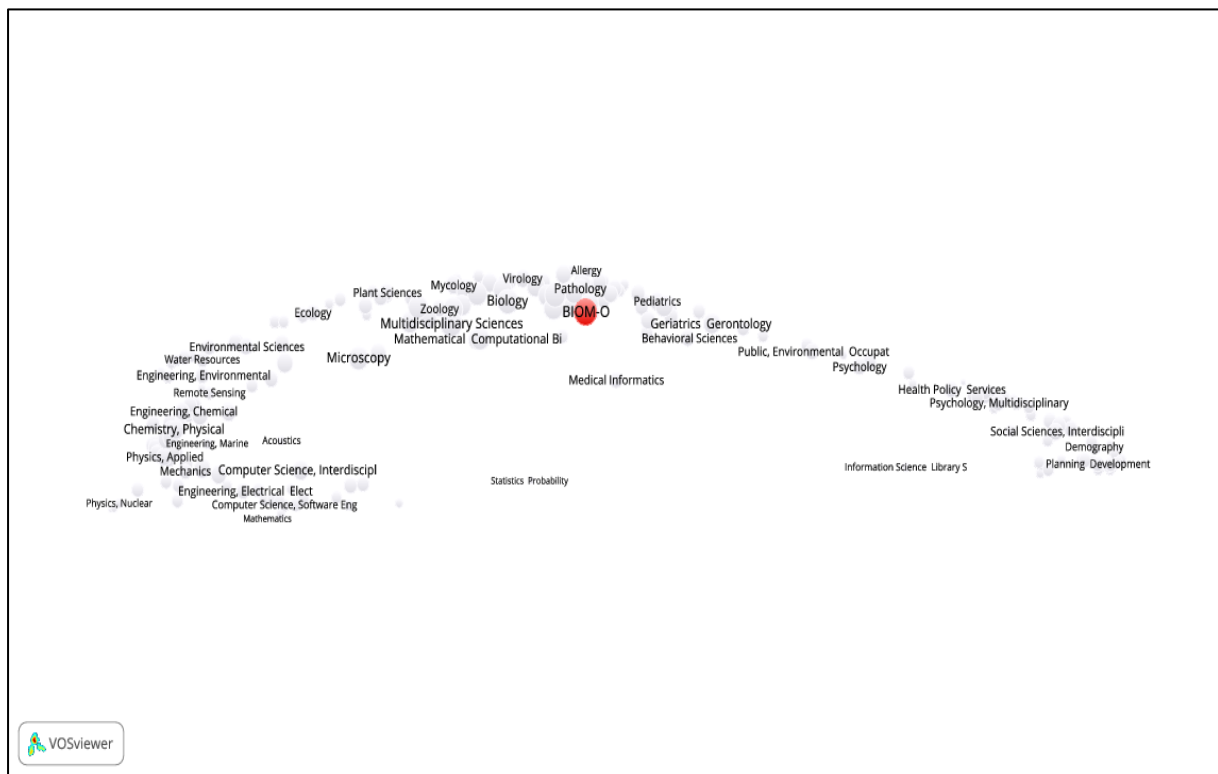 Allergy
Mycology
Virology
Pathology
Plant Sciences
Biology
Pediatrics
Ecology
Zoology
BIOM-O
Multidisciplinary Sciences
Geriatrics Gerontology
Mathematical Computational Bi
Behavioral Sciences
Environmental Sciences
Public, Environmental Occupat
Water Resources
Microscopy
Psychology
Engineering, Environmental
Medical Informatics
Remote Sensing
Health Policy Services
Psychology, Multidisciplinary
Engineering, Chemical
Chemistry, Physical
Social Sciences, Interdiscipli
Engineering, Marine
Acoustics
Demography
Physics, Applied
Mechanics
Computer Science, Interdiscipl
Information Science Library S
Planning Development
Statistics Probability
Engineering, Electrical Elect
Physics, Nuclear
Computer Science, Software Eng
Mathematics
VOSviewer